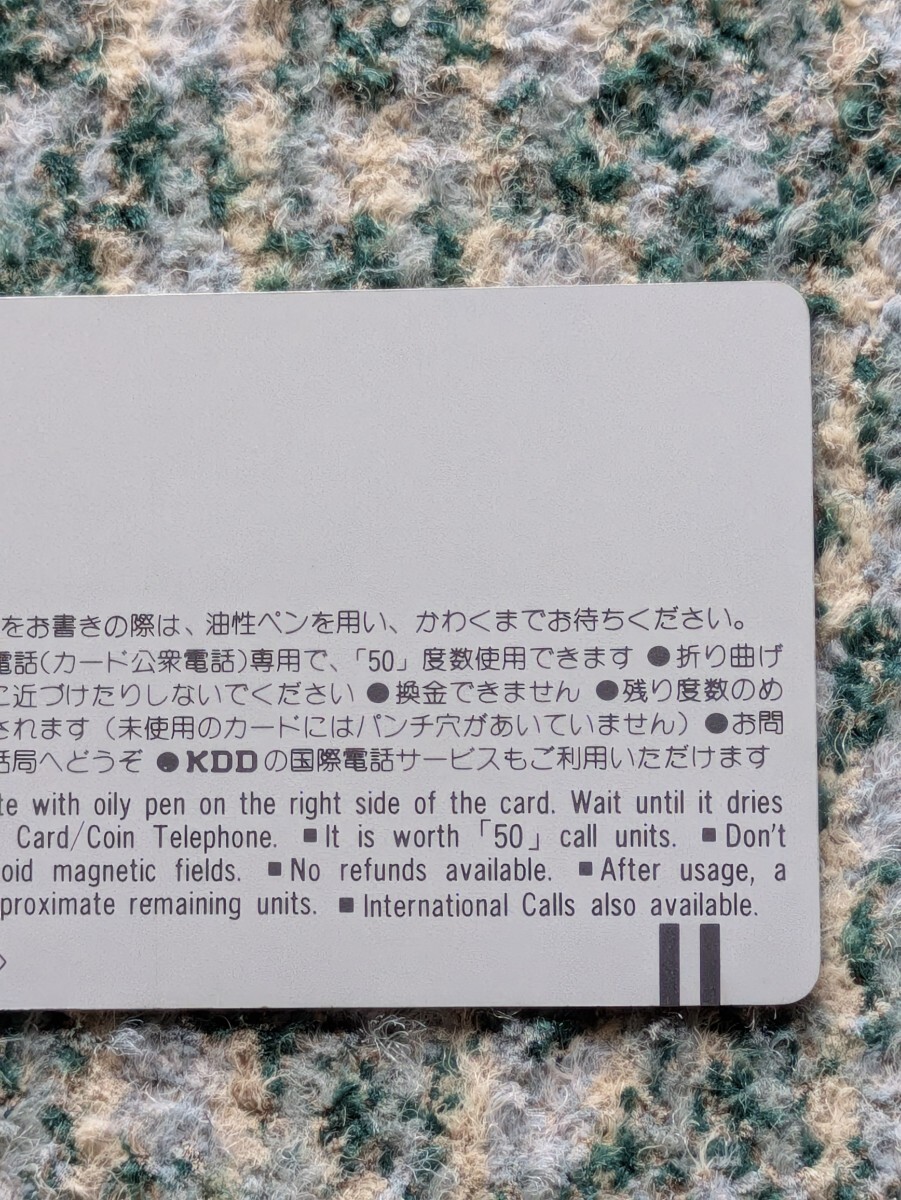 をお書きの際は、油性ペンを用い、かわくまでお待ちください。
電話(カード公衆電話)専用で、「50」度数使用できます ●折り曲げ
に近づけたりしないでください ●換金できません ●残り度数のめ
されます (未使用のカードにはパンチ穴があいていません) ●お問
話局へどうぞ ●KDDの国際電話サービスもご利用いただけます
te with oily pen on the right side of the card. Wait until it dries
Card/Coin Telephone. ■It is worth「50」call units. ■Don't
oid magnetic fields. ■No refunds available. ■After usage, a
proximate remaining units. ■International Calls also available.